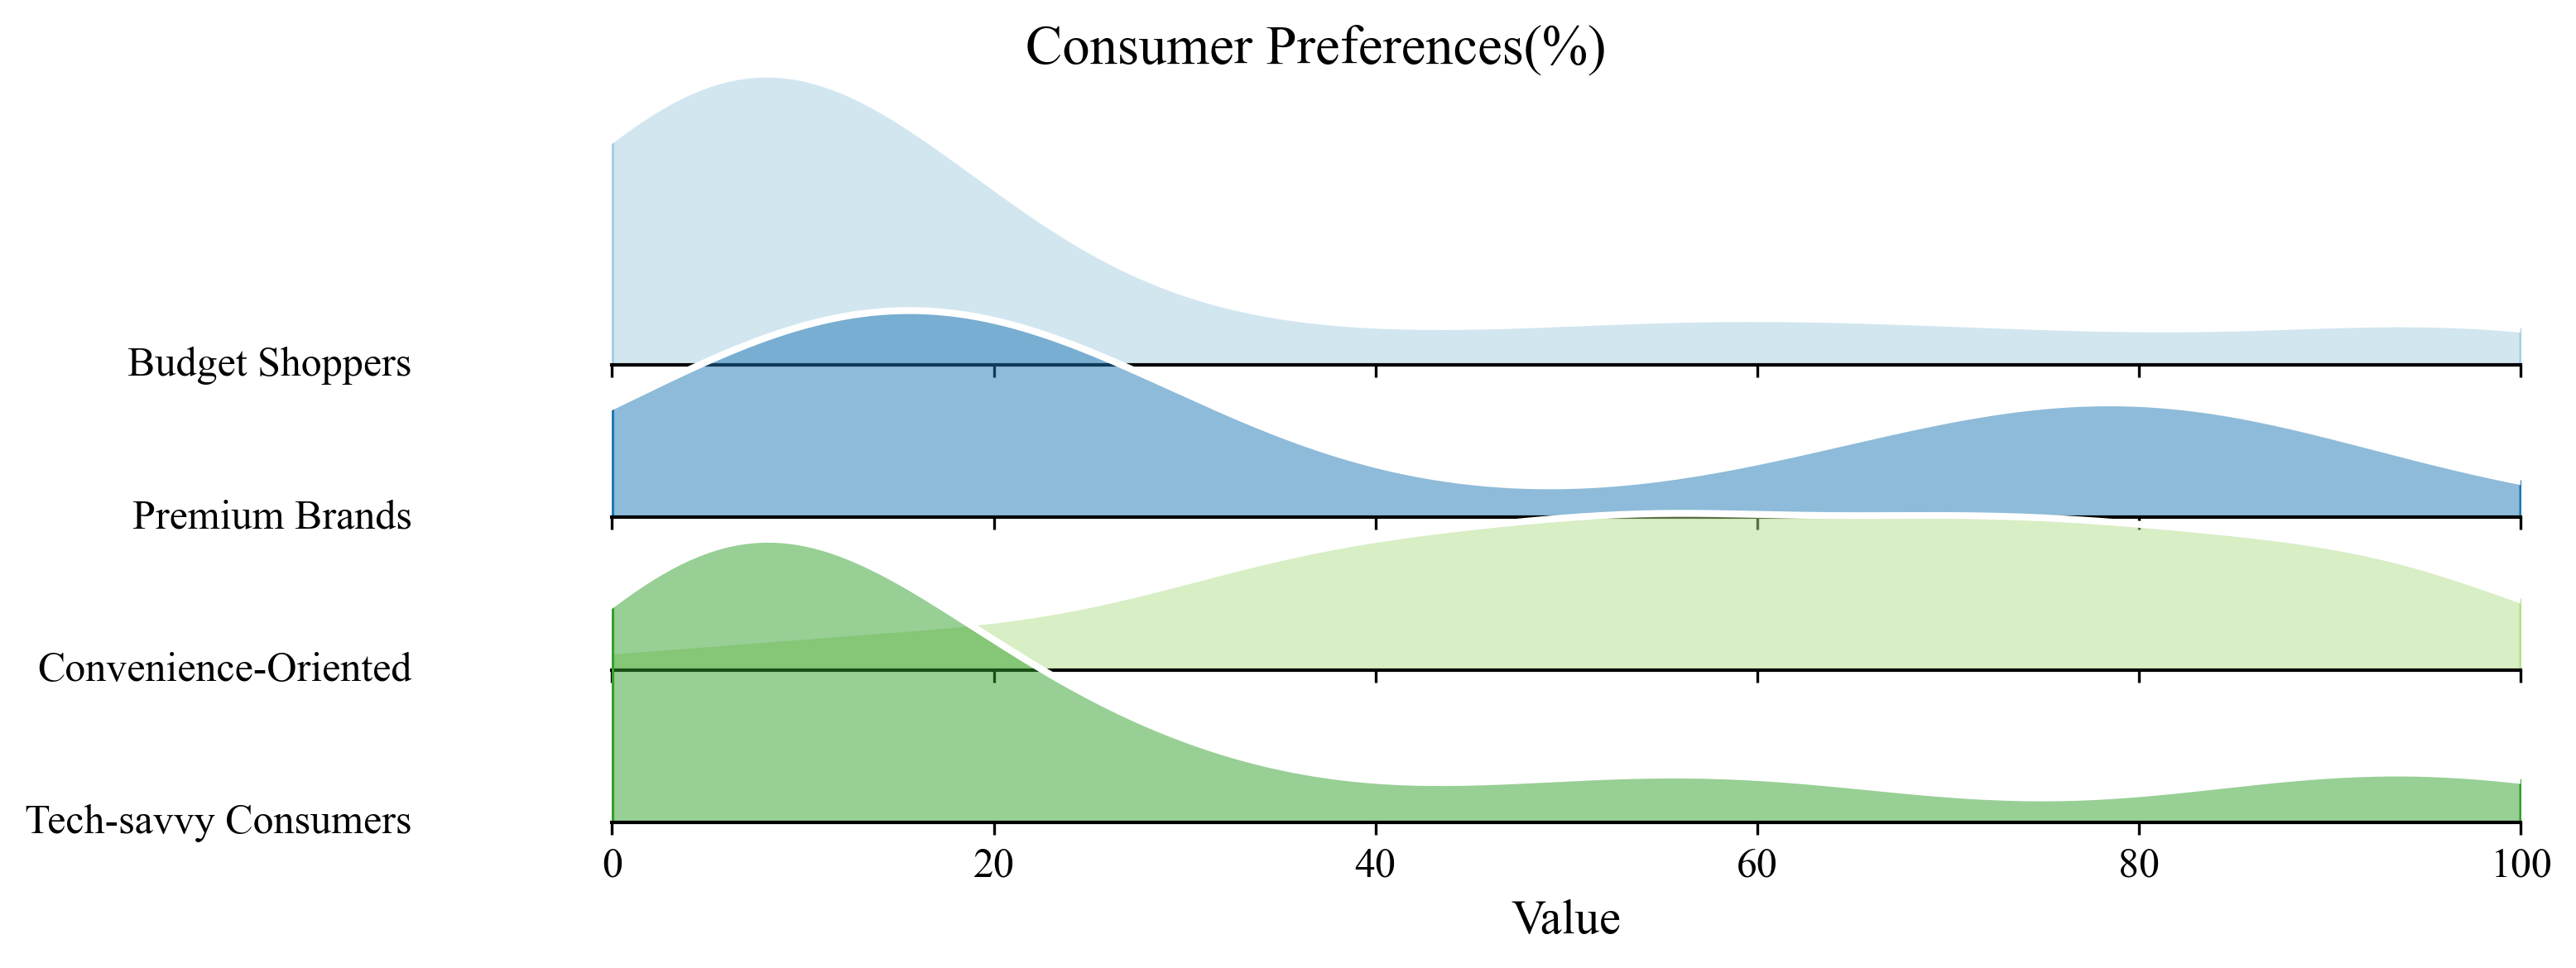 Consumer Preferences(%)
Budget Shoppers
Premium Brands
Convenience-Oriented
Tech-savvy Consumers
0 20 40 60 80 100
Value